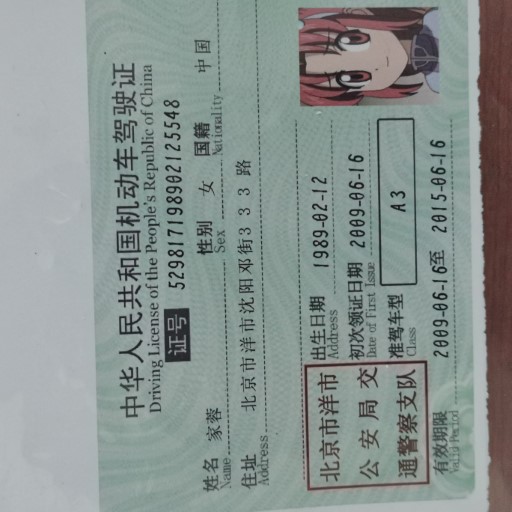 中华人民共和国机动车驾驶证
Driving License of the People's Republic of China
证号 529817198902125548
姓名 家蓉 性别 女 国籍 中国
Name Sex Nationality
住址 北京市洋市沈阳邓街333路
Address
北京市洋市
公安局交
通警察支队
出生日期 1989-02-12
Address
初次领证日期 2009-06-16
Date of First Issue
准驾车型 A3
Class
有效期限 2009-06-16至 2015-06-16
Valid Period